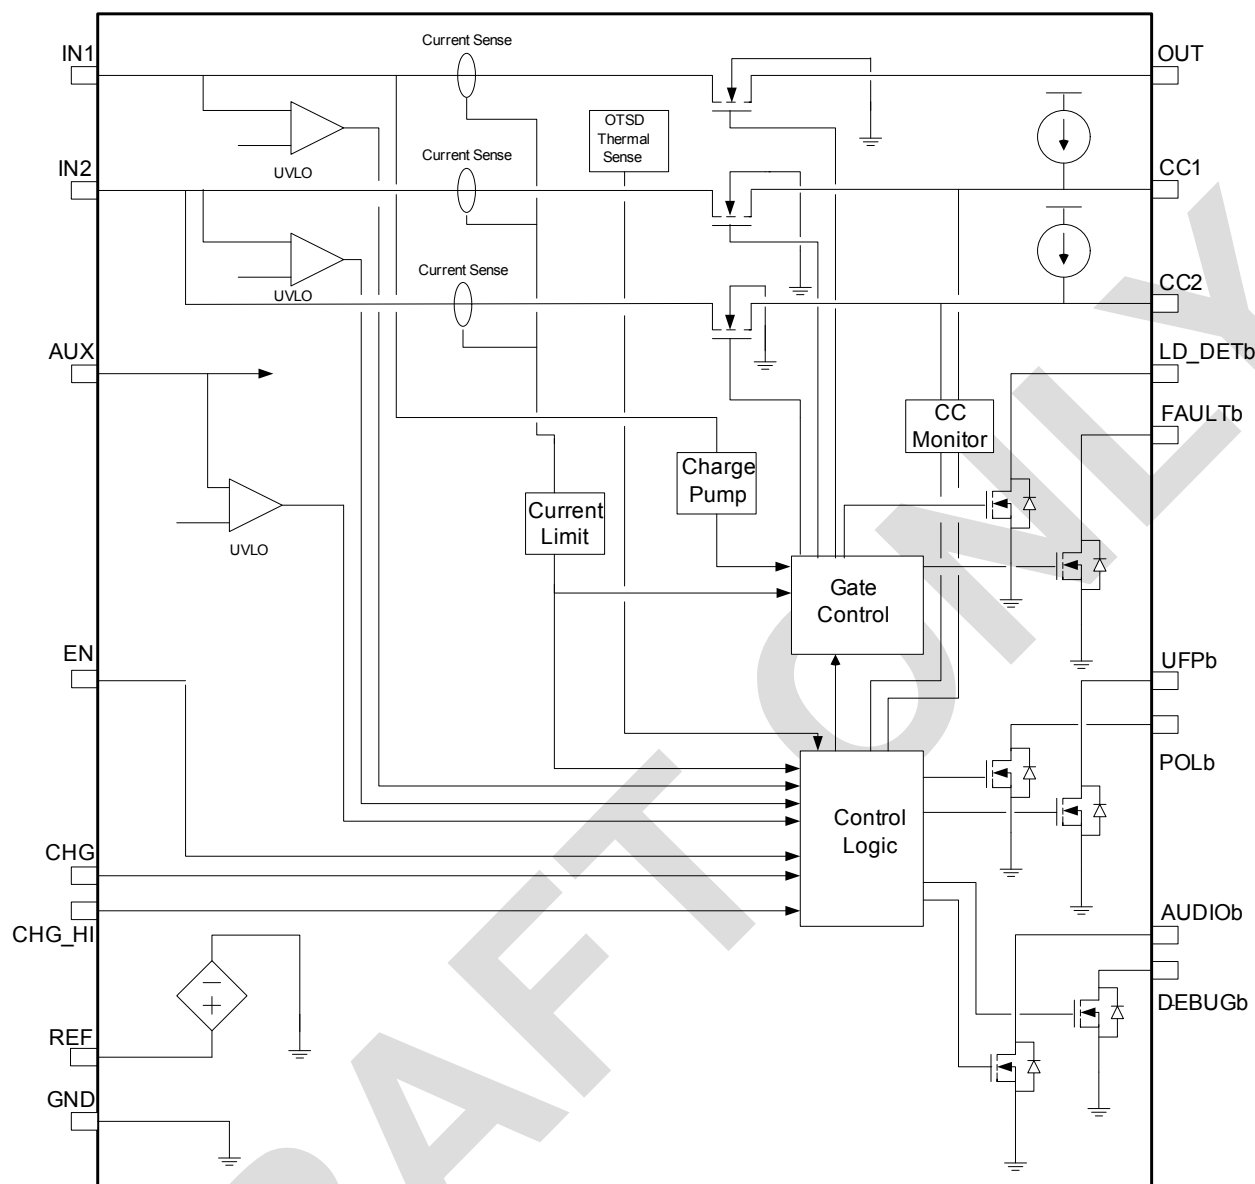 IN1
Current Sense
OUT
OTSD
Thermal
Sense
UVLO
IN2
Current Sense
CC1
UVLO
Current Sense
CC2
AUX
LD_DETb
FAULTb
CC
Monitor
Charge
Pump
Current
Limit
UVLO
Gate
Control
EN
UFPb
POLb
Control
Logic
CHG
CHG_HI
AUDIOb
DEBUGb
REF
GND